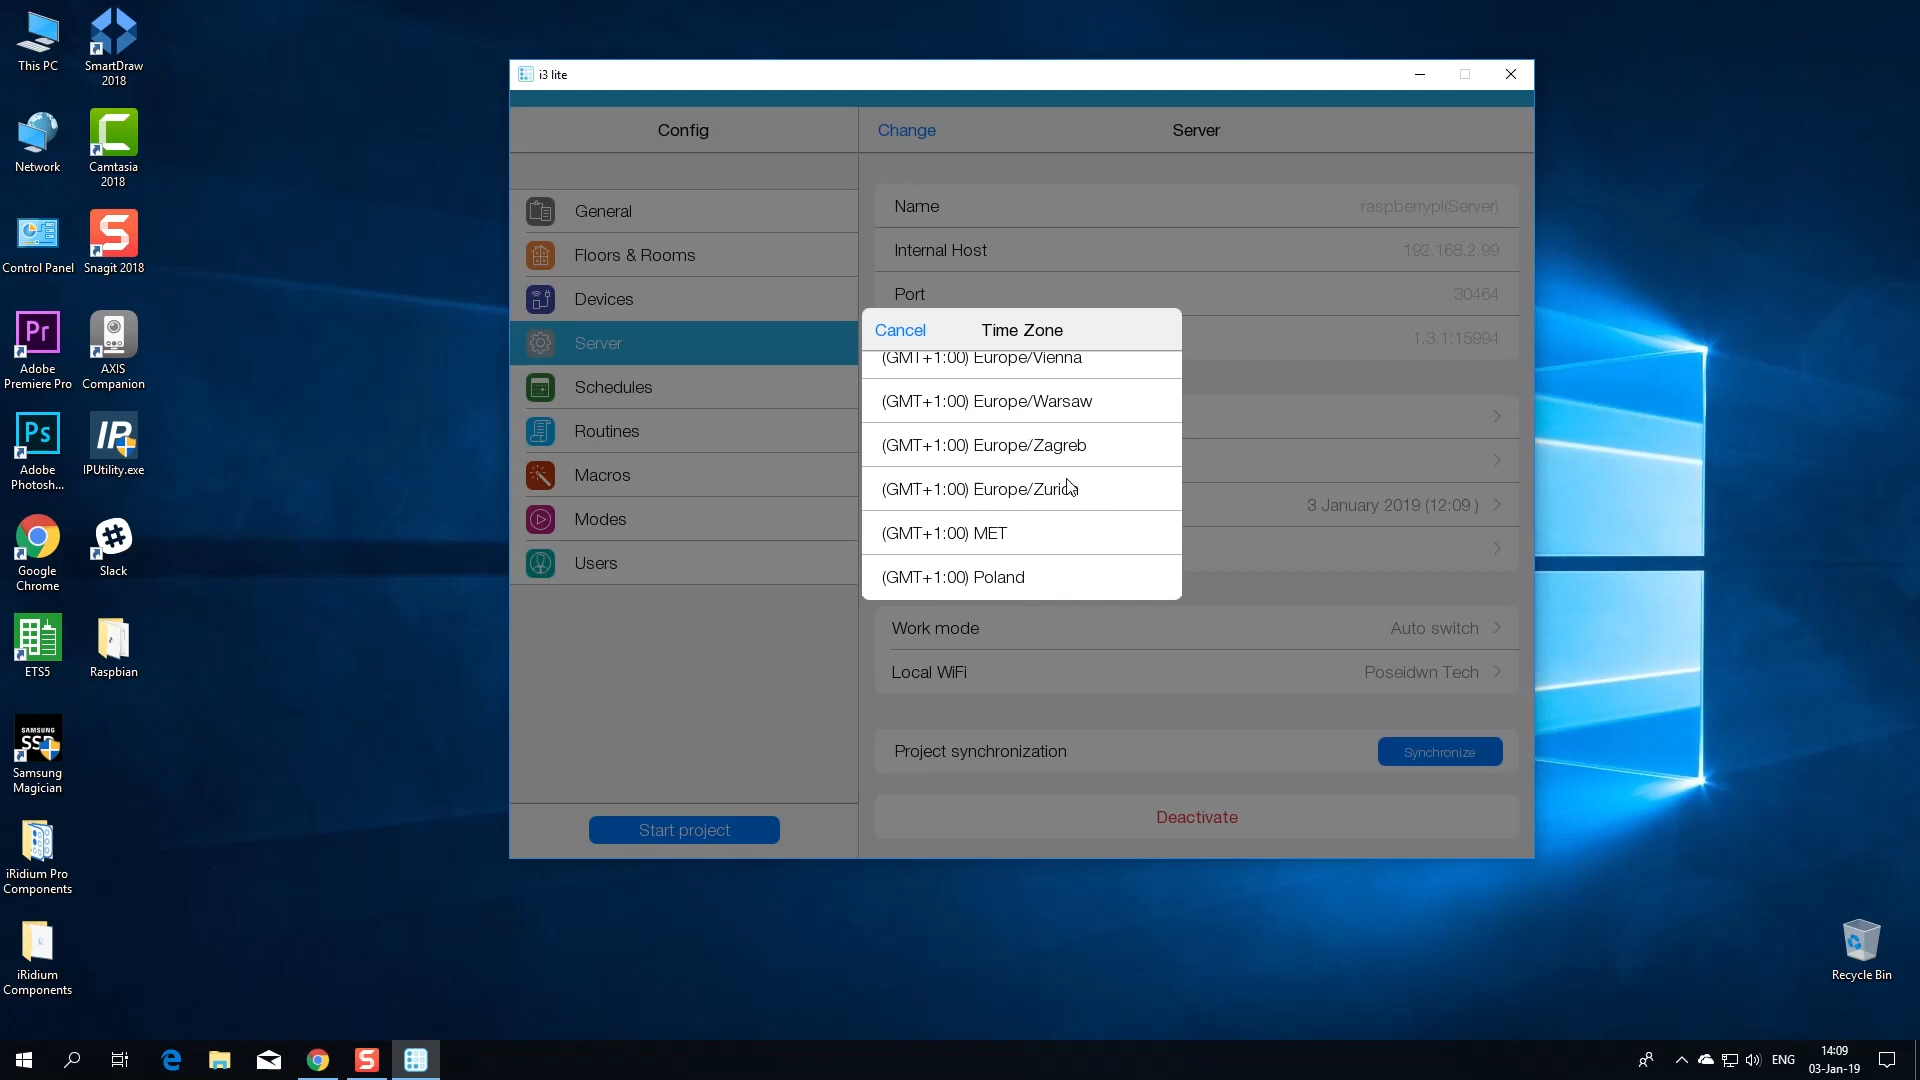 This PC
SmartDraw
2018
Network
Camtasia
2018
Control Panel
Snagit 2018
Pr
Adobe
Premiere Pro
AXIS
Companion
Ps
Adobe
Photosh...
IP
IPUtility.exe
Google
Chrome
Slack
ETS5
Raspbian
SAMSUNG
SSD
Samsung
Magician
iRidium Pro
Components
iRidium
Components
i3 lite
Config
General
Floors & Rooms
Devices
Server
Schedules
Routines
Macros
Modes
Users
Start project
Change
Server
Name
raspberrypi(Server)
Internal Host
192.168.2.99
Port
30464
1.3.1:15994
3 January 2019 (12:09 )
Cancel
Time Zone
(GMT+1:00) Europe/Vienna
(GMT+1:00) Europe/Warsaw
(GMT+1:00) Europe/Zagreb
(GMT+1:00) Europe/Zurich
(GMT+1:00) MET
(GMT+1:00) Poland
Work mode
Auto switch
Local WiFi
Poseidwn Tech
Project synchronization
Synchronize
Deactivate
Recycle Bin
ENG
14:09
03-Jan-19